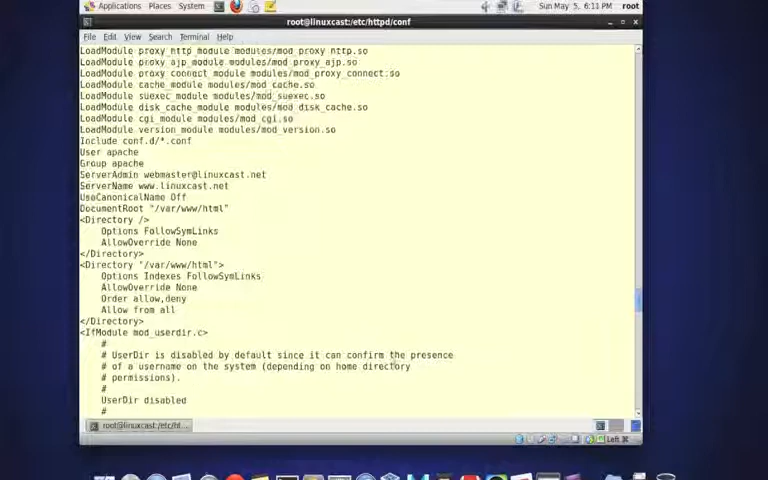 Applications Places System
Sun May 5, 6:11 PM root
root@linuxcast:/etc/httpd/conf
File Edit View Search Terminal Help
LoadModule proxy_http_module modules/mod_proxy_http.so
LoadModule proxy_ajp_module modules/mod_proxy_ajp.so
LoadModule proxy_connect_module modules/mod_proxy_connect.so
LoadModule cache_module modules/mod_cache.so
LoadModule suexec_module modules/mod_suexec.so
LoadModule disk_cache_module modules/mod_disk_cache.so
LoadModule cgi_module modules/mod_cgi.so
LoadModule version_module modules/mod_version.so
Include conf.d/*.conf
User apache
Group apache
ServerAdmin webmaster@linuxcast.net
ServerName www.linuxcast.net
UseCanonicalName Off
DocumentRoot "/var/www/html"
<Directory />
Options FollowSymLinks
AllowOverride None
</Directory>
<Directory "/var/www/html">
Options Indexes FollowSymLinks
AllowOverride None
Order allow,deny
Allow from all
</Directory>
<IfModule mod_userdir.c>
#
# UserDir is disabled by default since it can confirm the presence
# of a username on the system (depending on home directory
# permissions).
#
UserDir disabled
#
root@linuxcast:/etc/ht...
Left ⌘